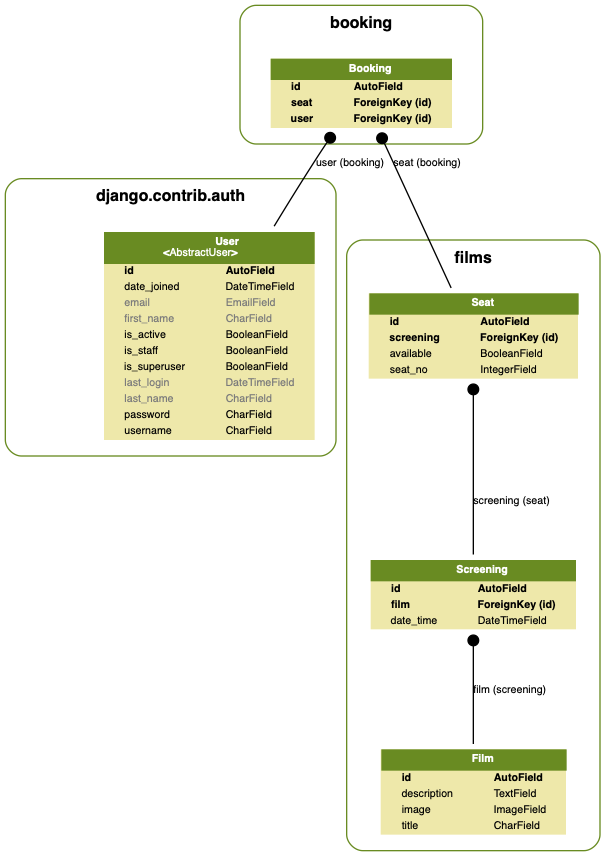 booking
Booking
id AutoField
seat ForeignKey (id)
user ForeignKey (id)
user (booking) seat (booking)
django.contrib.auth
User
<AbstractUser>
id AutoField
date_joined DateTimeField
email EmailField
first_name CharField
is_active BooleanField
is_staff BooleanField
is_superuser BooleanField
last_login DateTimeField
last_name CharField
password CharField
username CharField
films
Seat
id AutoField
screening ForeignKey (id)
available BooleanField
seat_no IntegerField
screening (seat)
Screening
id AutoField
film ForeignKey (id)
date_time DateTimeField
film (screening)
Film
id AutoField
description TextField
image ImageField
title CharField